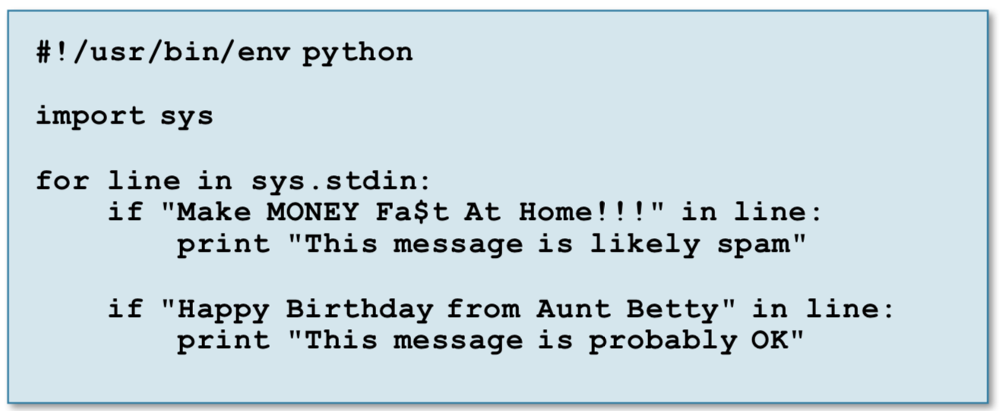 #!/usr/bin/env python
import sys
for line in sys.stdin:
    if "Make MONEY Fa$t At Home!!!" in line:
        print "This message is likely spam"
    if "Happy Birthday from Aunt Betty" in line:
        print "This message is probably OK"